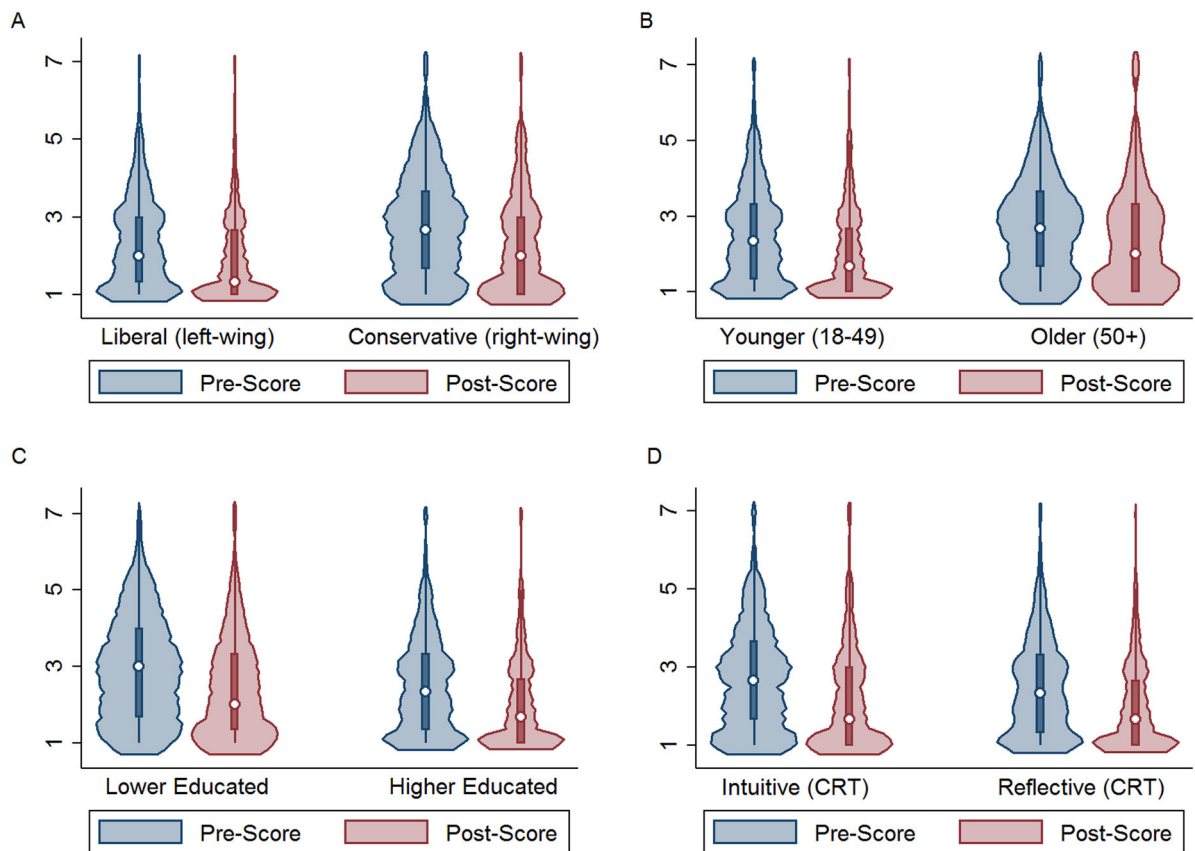 A
7
5
3
1
Liberal (left-wing) Conservative (right-wing)
Pre-Score Post-Score
B
7
5
3
1
Younger (18-49) Older (50+)
Pre-Score Post-Score
C
7
5
3
1
Lower Educated Higher Educated
Pre-Score Post-Score
D
7
5
3
1
Intuitive (CRT) Reflective (CRT)
Pre-Score Post-Score